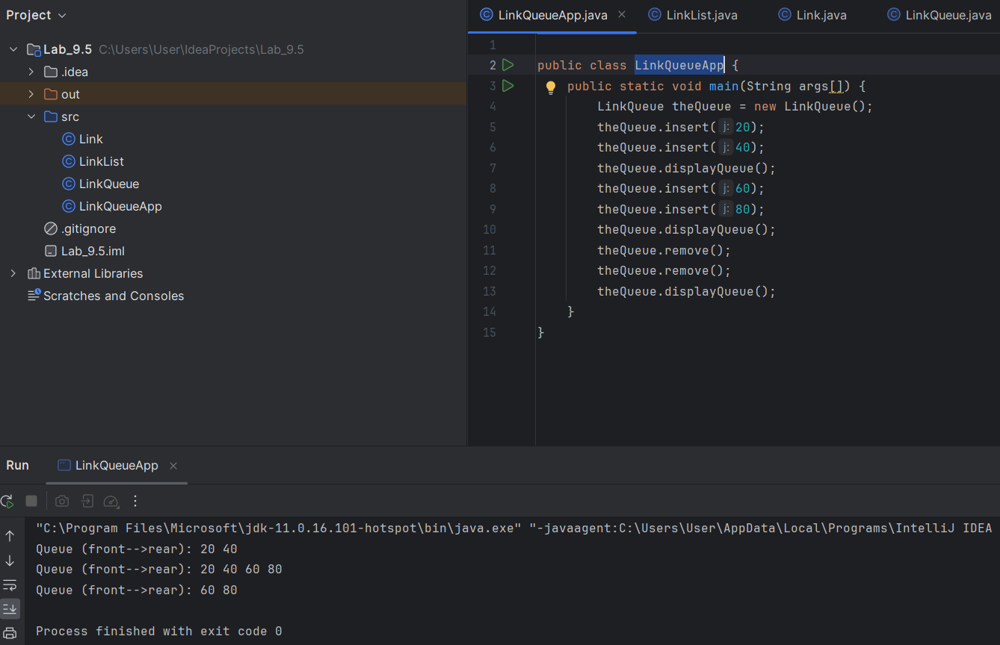 Project
Lab_9.5 C:\Users\User\IdeaProjects\Lab_9.5
.idea
out
src
Link
LinkList
LinkQueue
LinkQueueApp
.gitignore
Lab_9.5.iml
External Libraries
Scratches and Consoles
LinkQueueApp.java LinkList.java Link.java LinkQueue.java
1
2 public class LinkQueueApp {
3 public static void main(String args[]) {
4 LinkQueue theQueue = new LinkQueue();
5 theQueue.insert( j: 20);
6 theQueue.insert( j: 40);
7 theQueue.displayQueue();
8 theQueue.insert( j: 60);
9 theQueue.insert( j: 80);
10 theQueue.displayQueue();
11 theQueue.remove();
12 theQueue.remove();
13 theQueue.displayQueue();
14 }
15 }
Run LinkQueueApp
"C:\Program Files\Microsoft\jdk-11.0.16.101-hotspot\bin\java.exe" "-javaagent:C:\Users\User\AppData\Local\Programs\IntelliJ IDEA
Queue (front-->rear): 20 40
Queue (front-->rear): 20 40 60 80
Queue (front-->rear): 60 80
Process finished with exit code 0